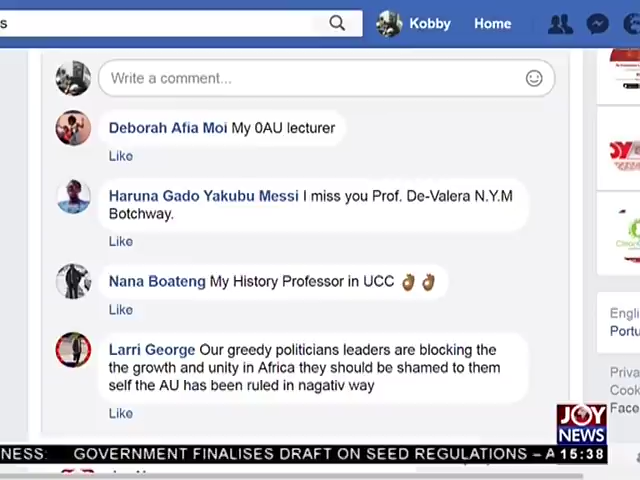 s
Kobby
Home
Write a comment...
Deborah Afia Moi My 0AU lecturer
Like
Haruna Gado Yakubu Messi I miss you Prof. De-Valera N.Y.M
Botchway.
Like
Nana Boateng My History Professor in UCC
Like
Larri George Our greedy politicians leaders are blocking the
the growth and unity in Africa they should be shamed to them
self the AU has been ruled in nagativ way
Like
Engli
Portu
Priva
Cook
Face
JOY
NEWS
15:38
NESS: GOVERNMENT FINALISES DRAFT ON SEED REGULATIONS – A